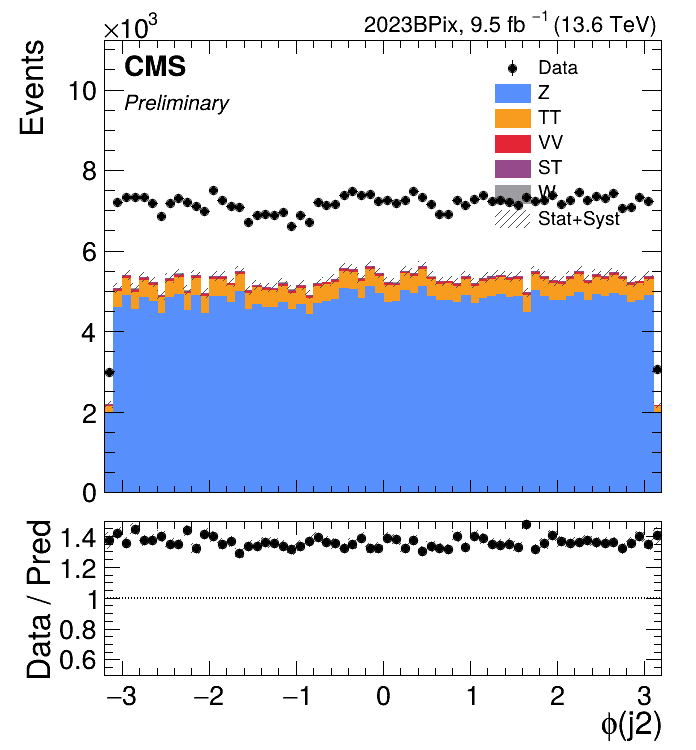 ×10³
2023BPix, 9.5 fb⁻¹ (13.6 TeV)
Events
CMS
Preliminary
Data
Z
TT
VV
ST
W
Stat+Syst
10
8
6
4
2
0
Data / Pred
1.4
1.2
1
0.8
0.6
−3 −2 −1 0 1 2 3
ϕ(j2)